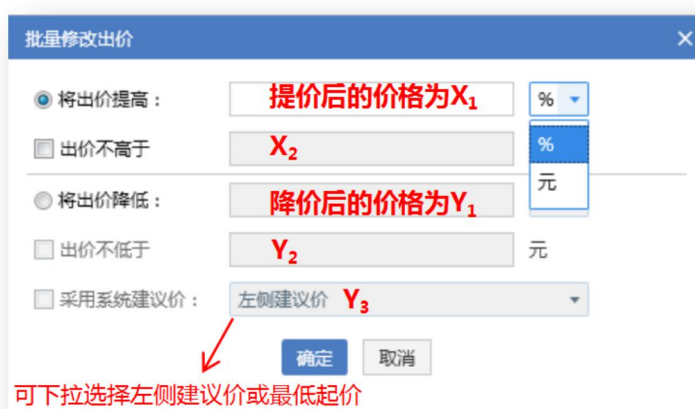 批量修改出价 ×
将出价提高： 提价后的价格为X₁ %
出价不高于 X₂ %
元
将出价降低： 降价后的价格为Y₁
出价不低于 Y₂ 元
采用系统建议价： 左侧建议价 Y₃
确定 取消
可下拉选择左侧建议价或最低起价